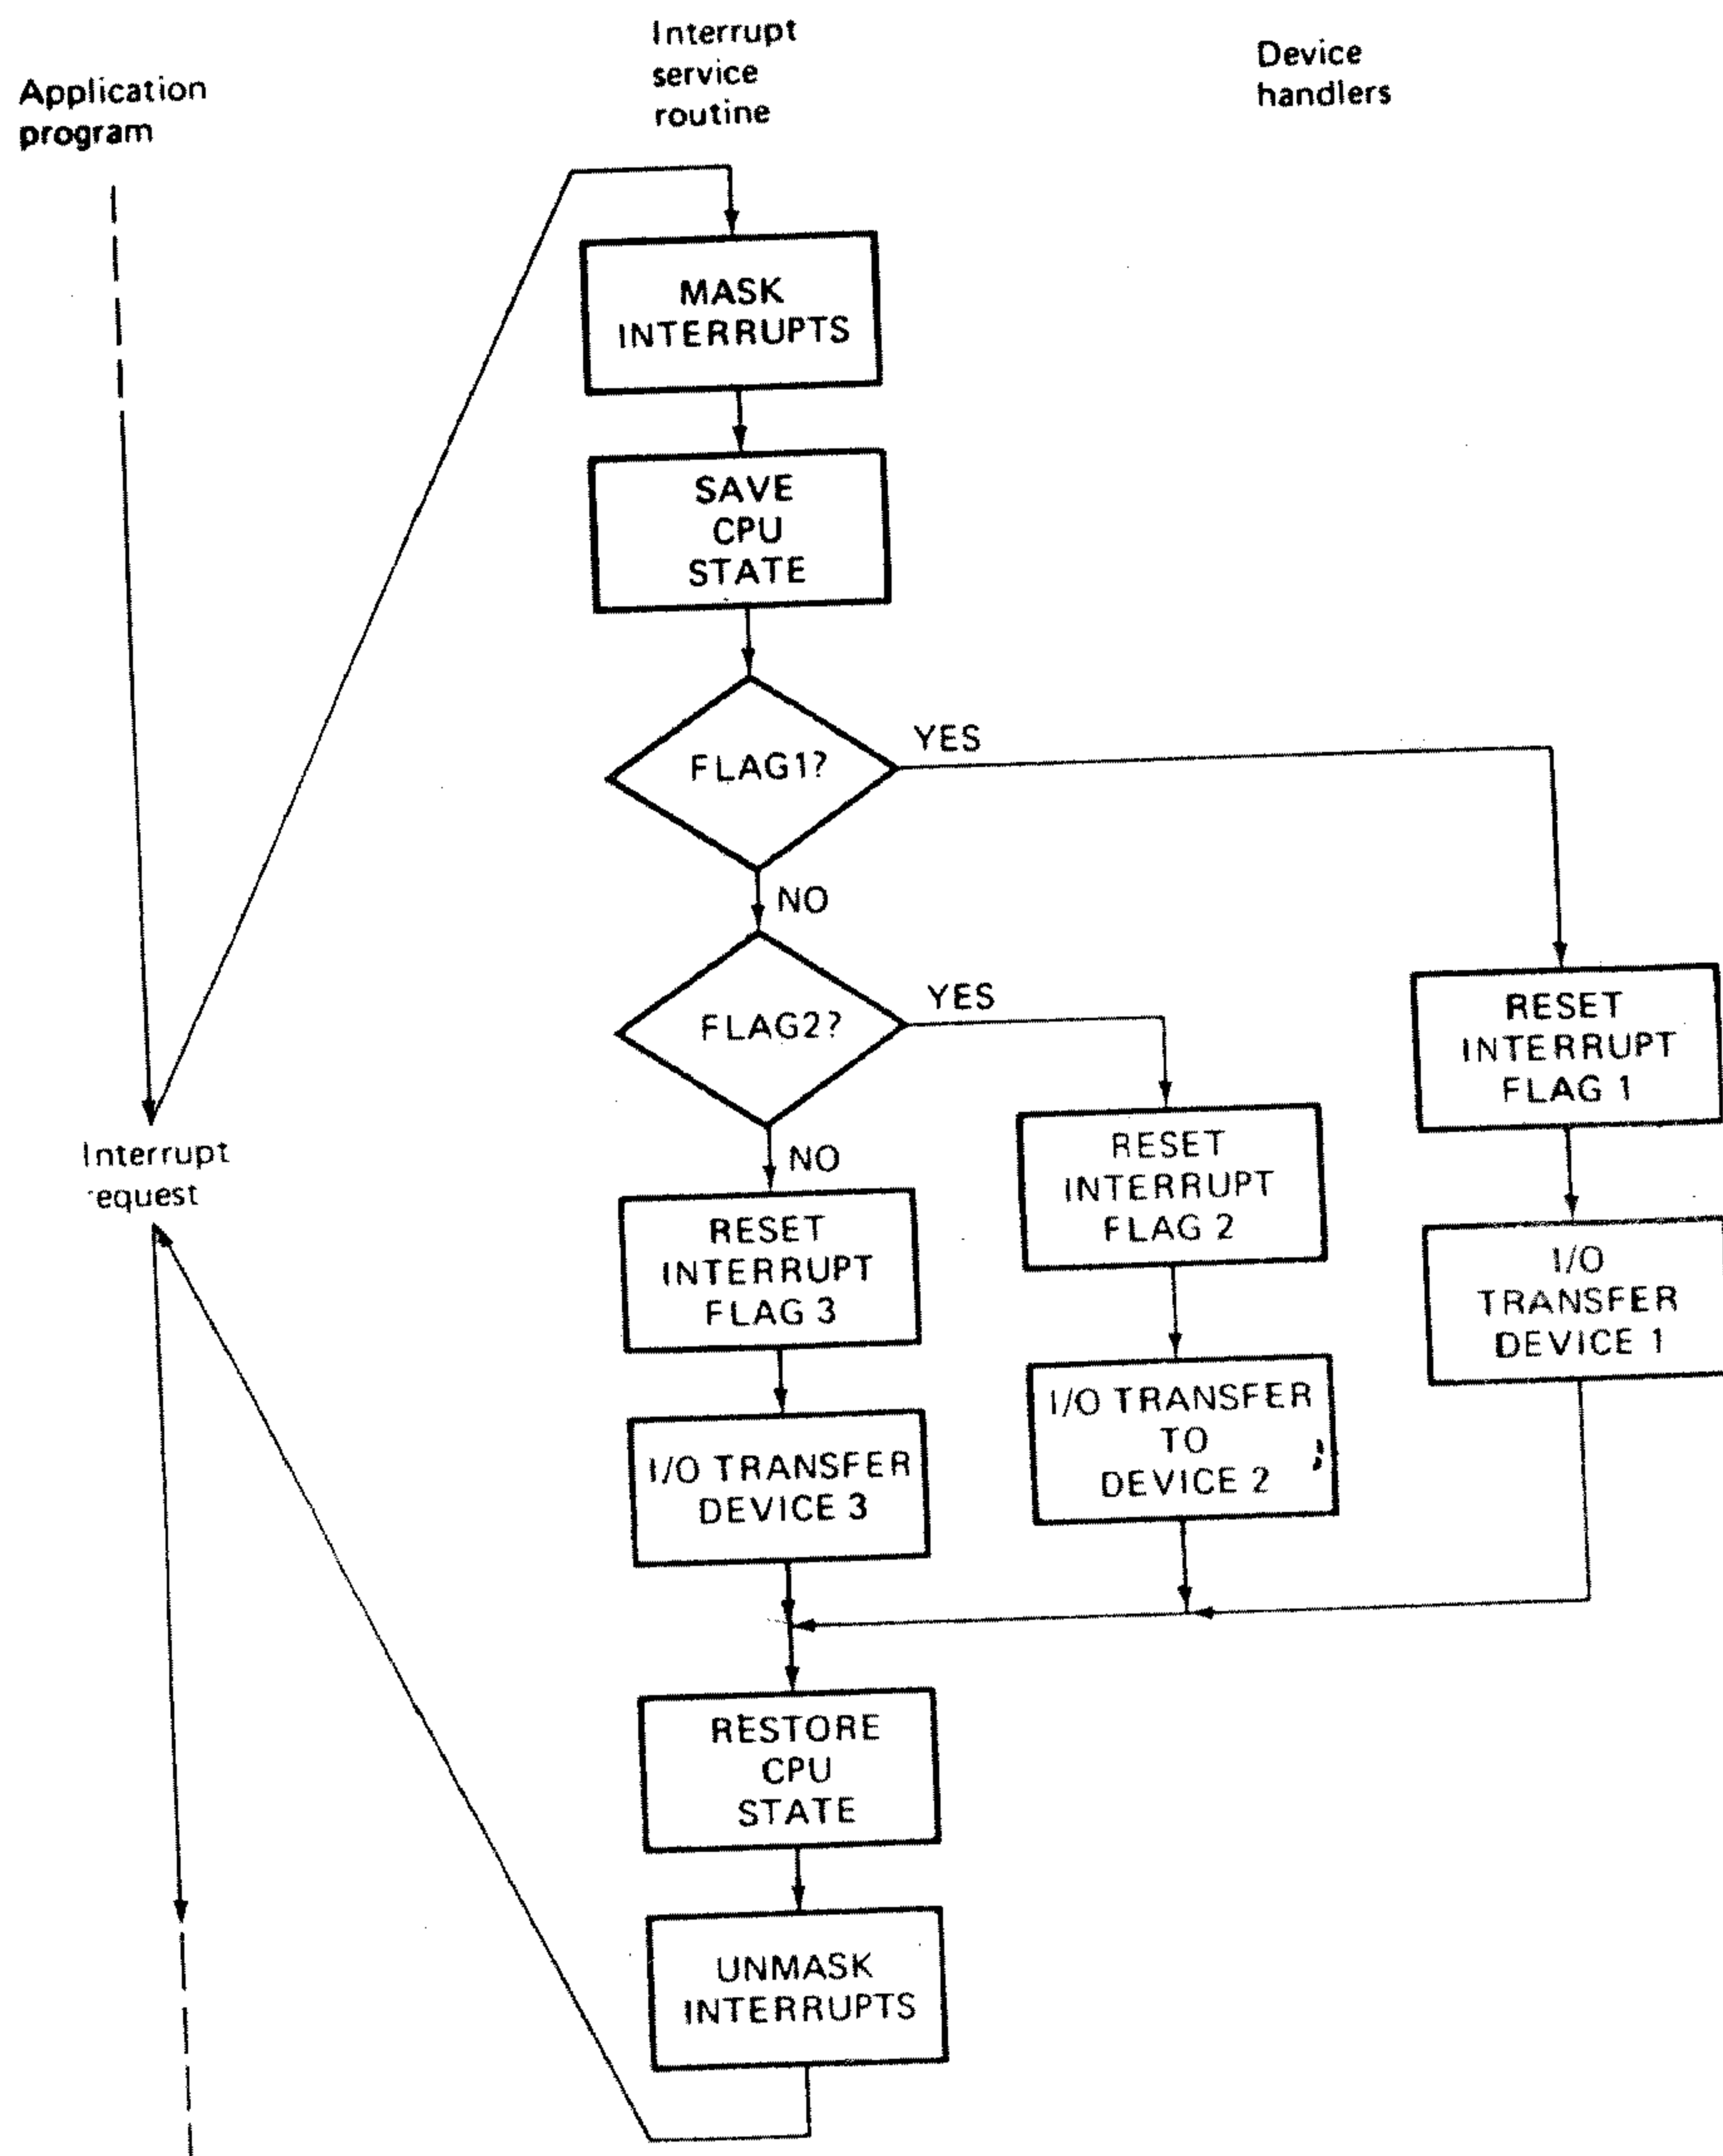 Application
program
Interrupt
service
routine
Device
handlers
MASK
INTERRUPTS
SAVE
CPU
STATE
FLAG1?
YES
NO
FLAG2?
YES
NO
RESET
INTERRUPT
FLAG 1
RESET
INTERRUPT
FLAG 2
Interrupt
request
RESET
INTERRUPT
FLAG 3
I/O
TRANSFER
DEVICE 1
I/O TRANSFER
TO
DEVICE 2
I/O TRANSFER
DEVICE 3
RESTORE
CPU
STATE
UNMASK
INTERRUPTS